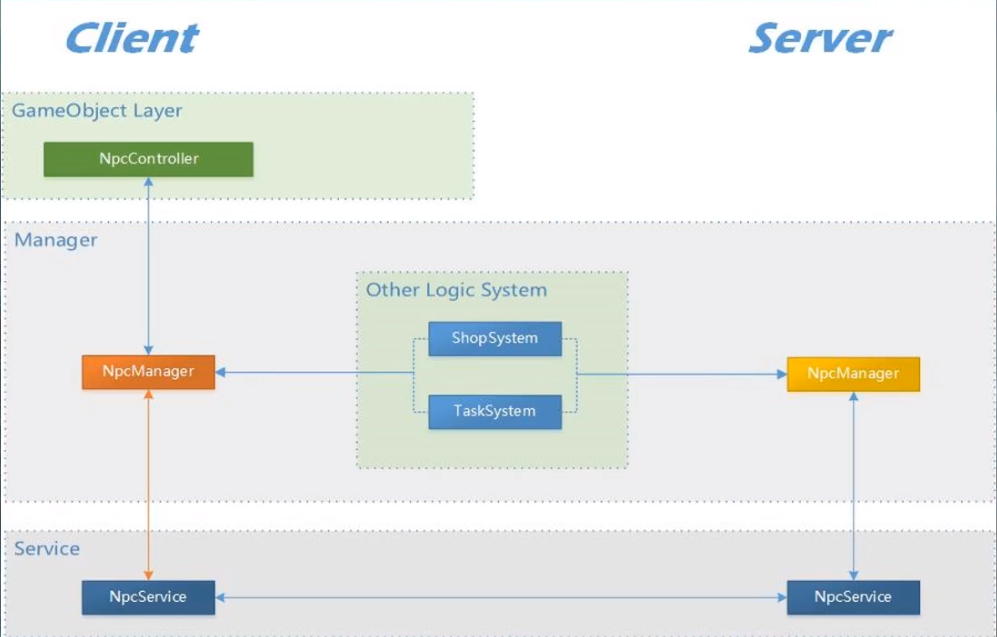 Client
Server
GameObject Layer
NpcController
Manager
Other Logic System
ShopSystem
NpcManager
NpcManager
TaskSystem
Service
NpcService
NpcService